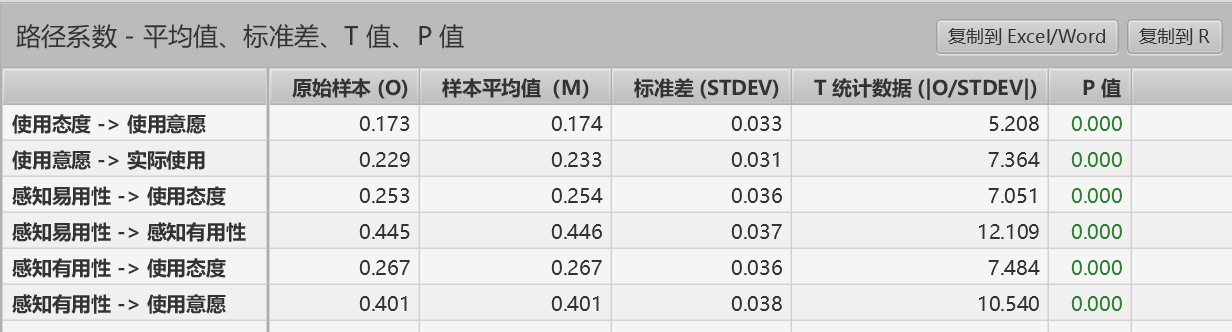 路径系数 - 平均值、标准差、T 值、P 值 复制到 Excel/Word 复制到 R
原始样本 (O) 样本平均值（M） 标准差 (STDEV) T 统计数据 (|O/STDEV|) P 值
使用态度 -> 使用意愿 0.173 0.174 0.033 5.208 0.000
使用意愿 -> 实际使用 0.229 0.233 0.031 7.364 0.000
感知易用性 -> 使用态度 0.253 0.254 0.036 7.051 0.000
感知易用性 -> 感知有用性 0.445 0.446 0.037 12.109 0.000
感知有用性 -> 使用态度 0.267 0.267 0.036 7.484 0.000
感知有用性 -> 使用意愿 0.401 0.401 0.038 10.540 0.000